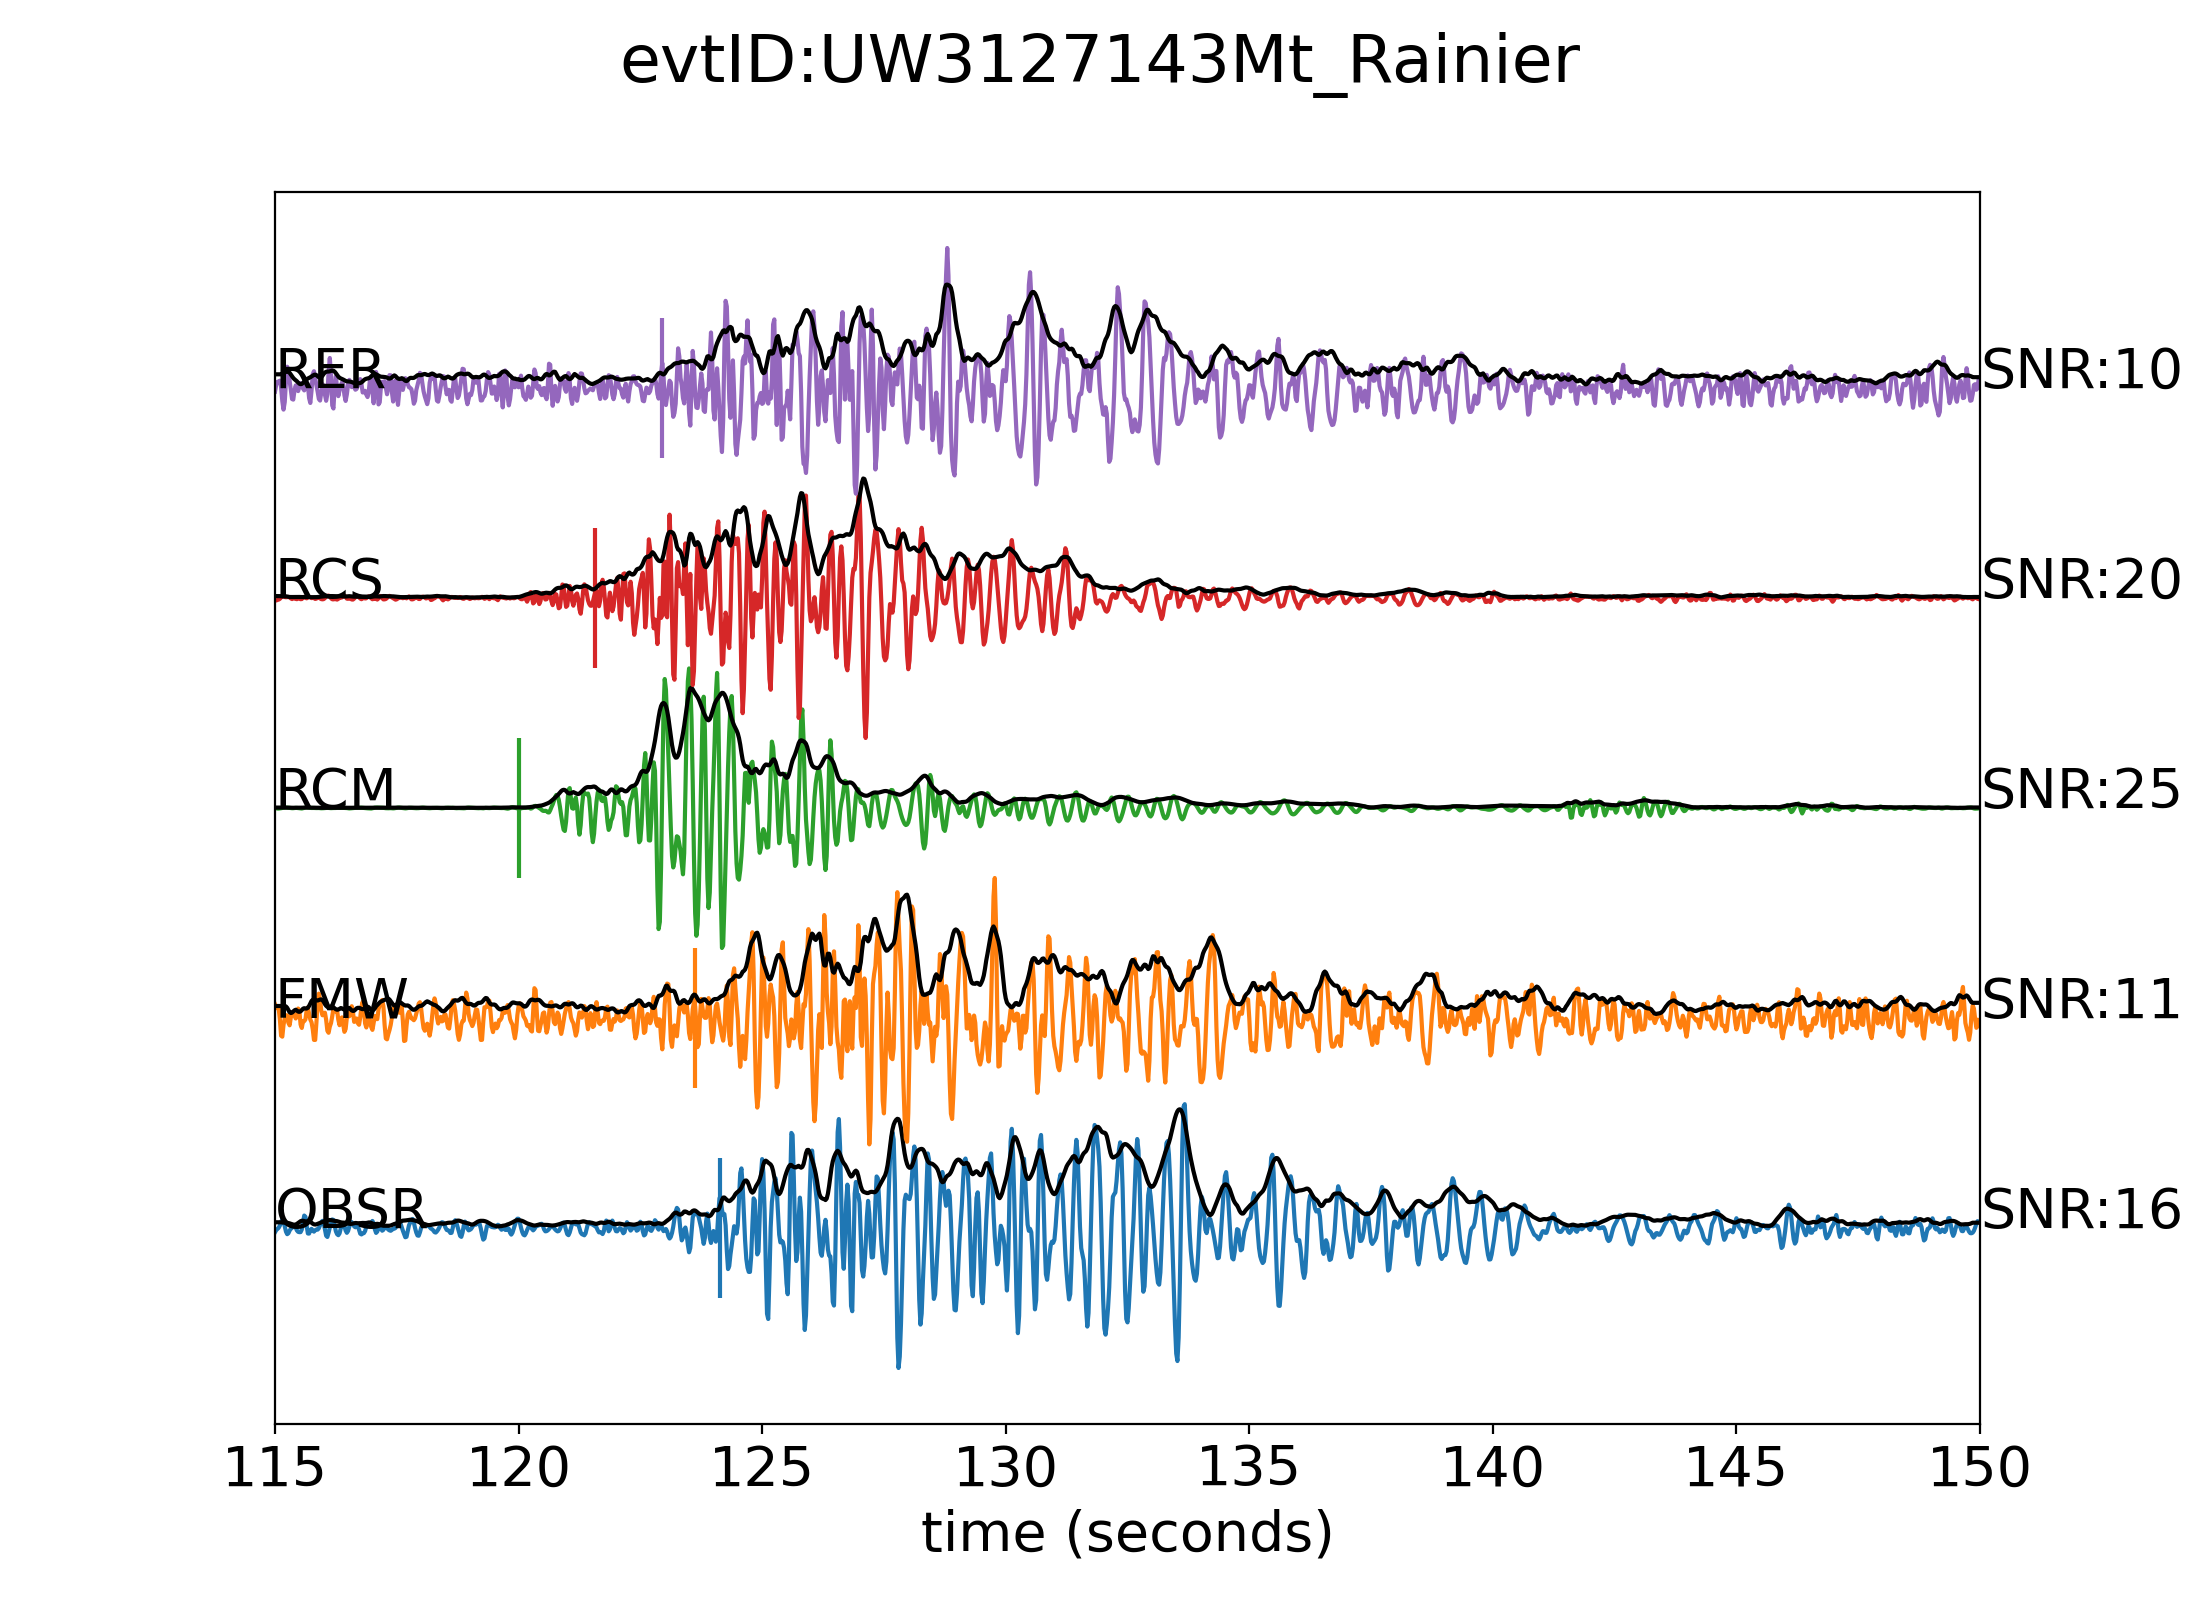 evtID:UW3127143Mt_Rainier
RER SNR:10
RCS SNR:20
RCM SNR:25
FMW SNR:11
OBSR SNR:16
115 120 125 130 135 140 145 150
time (seconds)